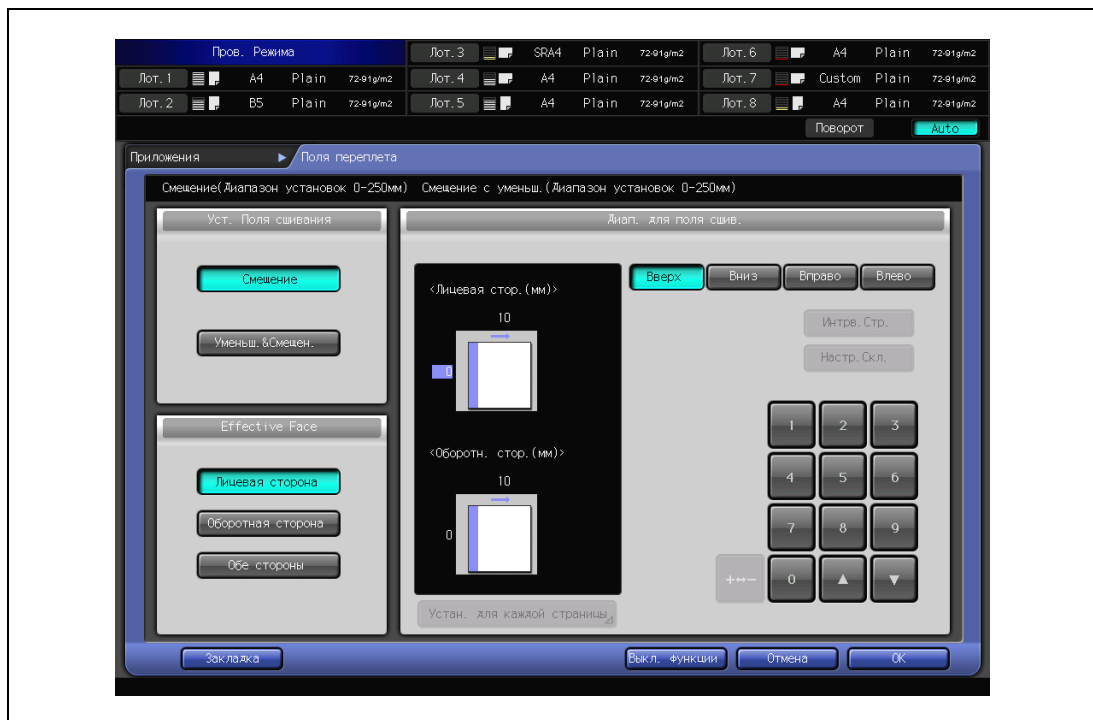 Пров. Режима
Лот.3 SRA4 Plain 72-91g/m2
Лот.6 A4 Plain 72-91g/m2
Лот.1 A4 Plain 72-91g/m2
Лот.4 A4 Plain 72-91g/m2
Лот.7 Custom Plain 72-91g/m2
Лот.2 B5 Plain 72-91g/m2
Лот.5 A4 Plain 72-91g/m2
Лот.8 A4 Plain 72-91g/m2
Поворот Auto
Приложения Поля переплета
Смещение(Диапазон установок 0-250мм) Смещение с уменьш.(Диапазон установок 0-250мм)
Уст. Поля сшивания
Смещение
Уменьш.&Смещен.
Effective Face
Лицевая сторона
Оборотная сторона
Обе стороны
Диап. для поля сшив.
Вверх Вниз Вправо Влево
<Лицевая стор.(мм)>
10
0
<Оборотн. стор.(мм)>
10
0
Устан. для каждой страницы
Интрв.Стр.
Настр.Скл.
1 2 3
4 5 6
7 8 9
+↔− 0 ▲ ▼
Закладка Выкл. функции Отмена OK